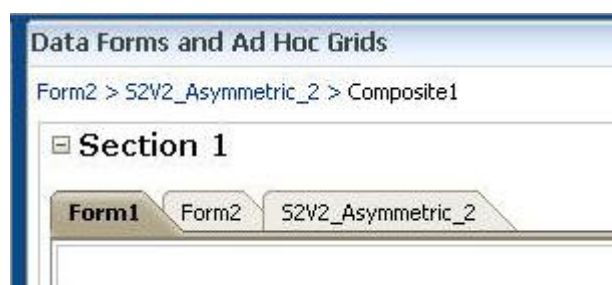 Data Forms and Ad Hoc Grids
Form2 > S2V2_Asymmetric_2 > Composite1
Section 1
Form1 Form2 S2V2_Asymmetric_2